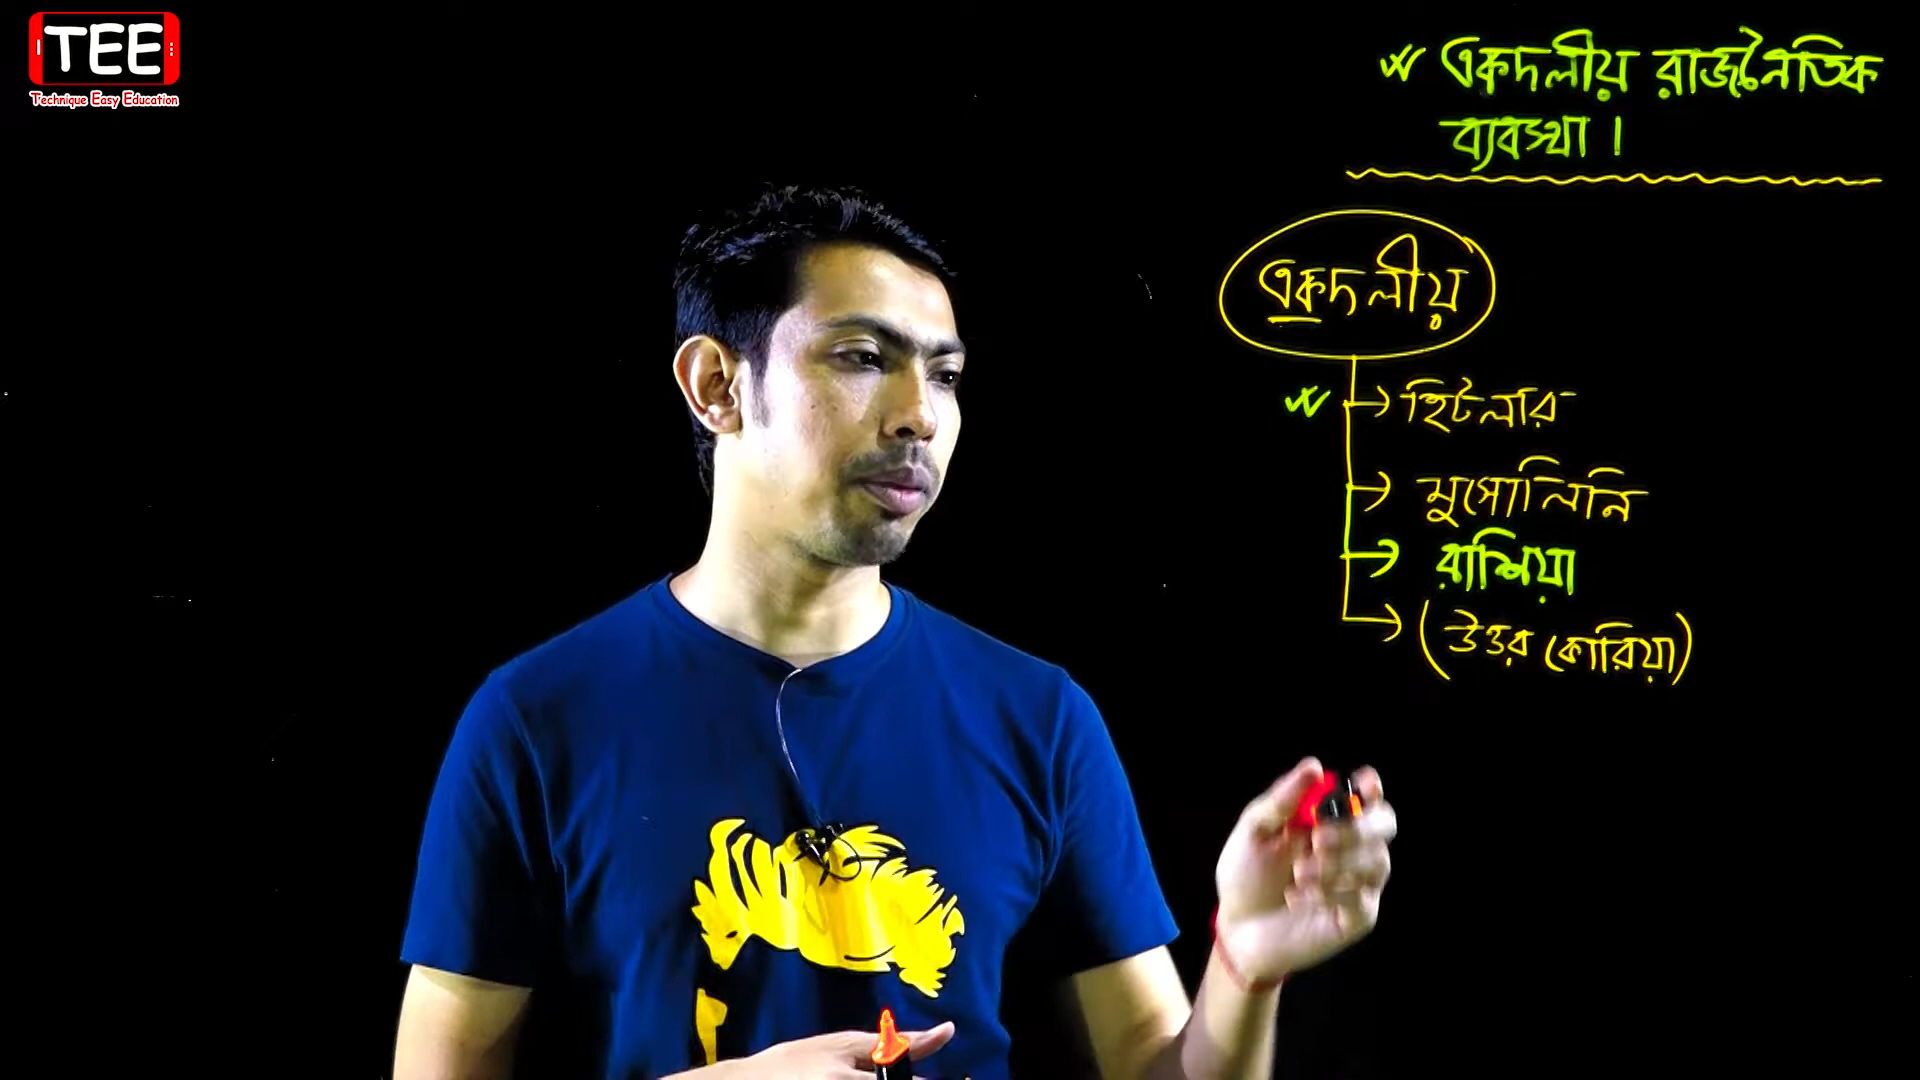 TEE
Technique Easy Education
একদলীয় রাজনৈতিক
ব্যবস্থা ।
একদলীয়
হিটলার
মুসোলিনি
রাশিয়া
(উত্তর কোরিয়া)